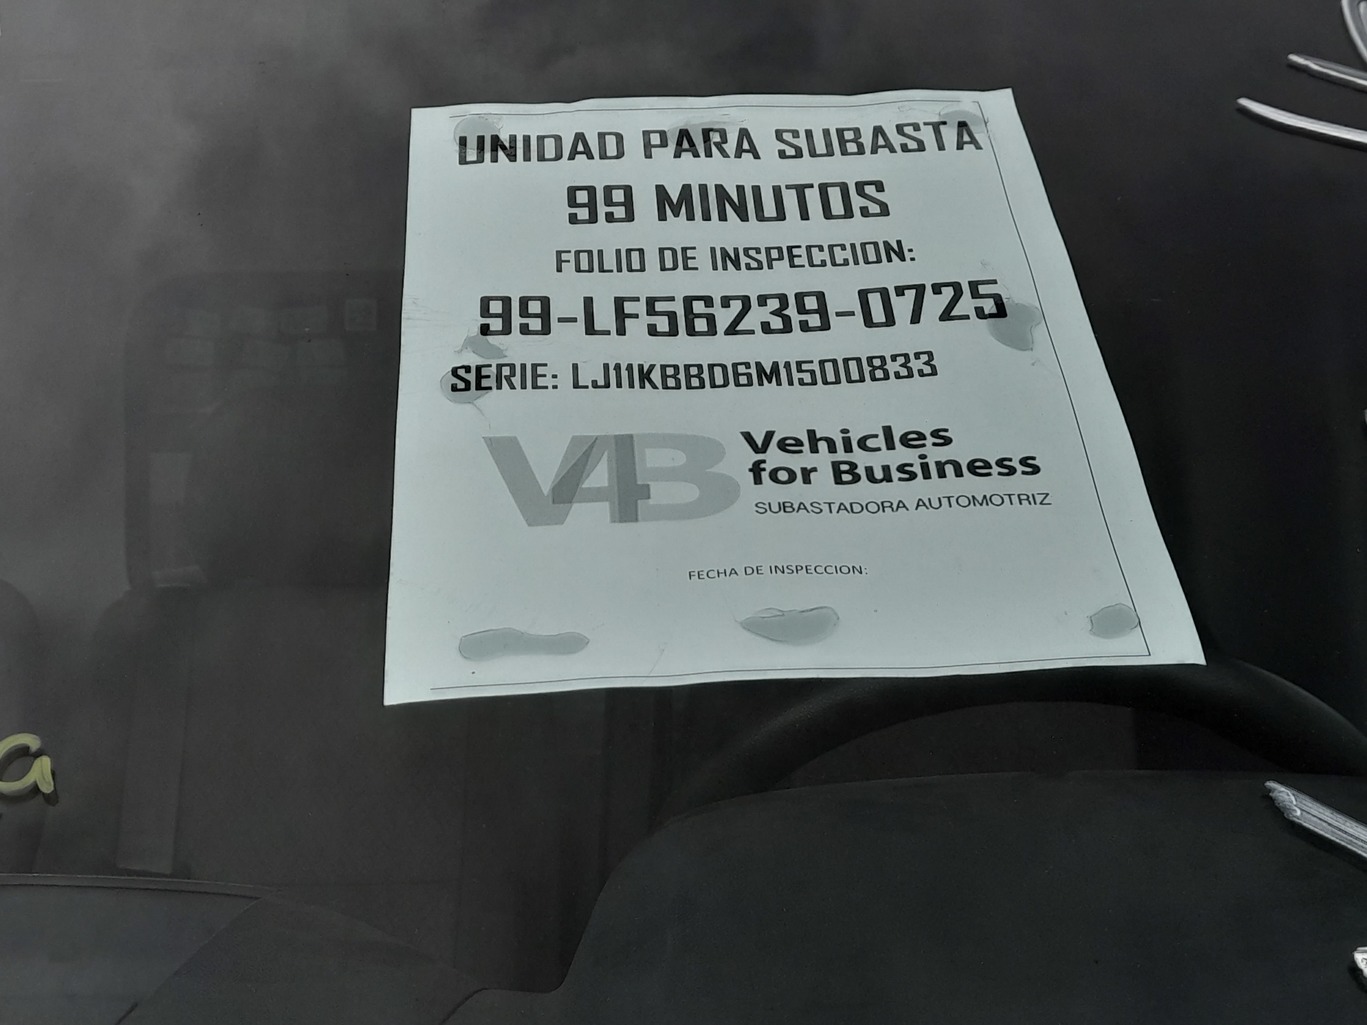 UNIDAD PARA SUBASTA
99 MINUTOS
FOLIO DE INSPECCION:
99-LF56239-0725
SERIE: LJ11KBBD6M1500833
V4B Vehicles
for Business
SUBASTADORA AUTOMOTRIZ
FECHA DE INSPECCION:
a